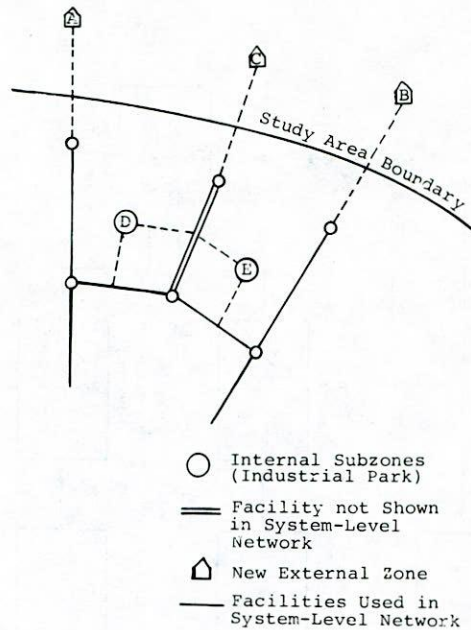 A
C
B
Study Area Boundary
D
E
Internal Subzones
(Industrial Park)
Facility not Shown
in System-Level
Network
New External Zone
Facilities Used in
System-Level Network